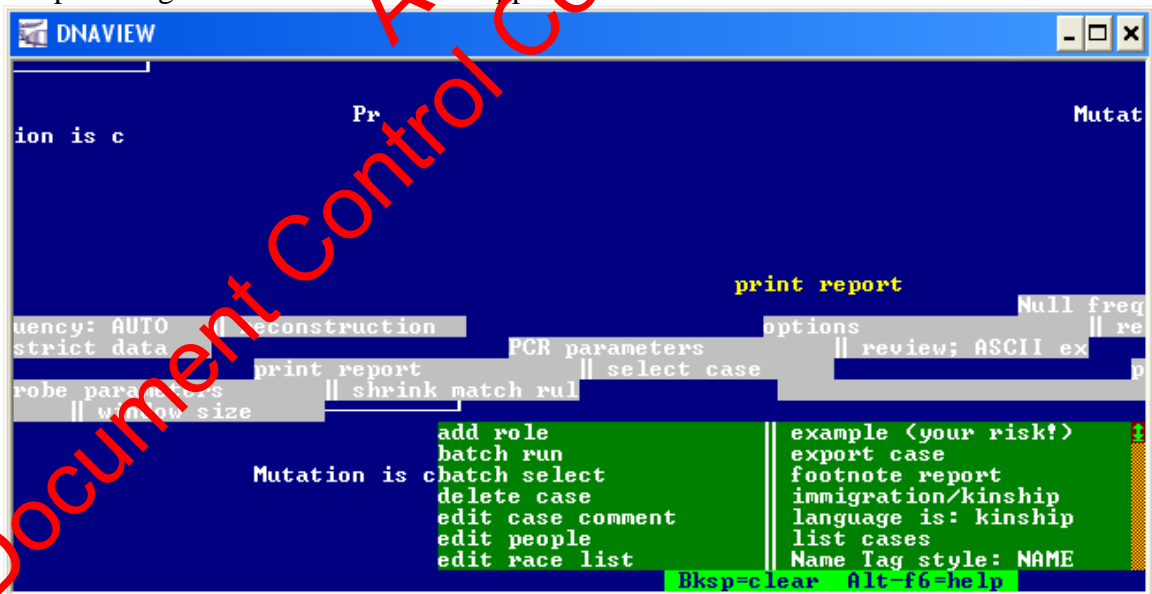 DNAVIEW
Pr Mutat
ion is c
print report
Null freq
uency: AUTO || reconstruction options || re
strict data PCR parameters || review; ASCII ex
print report || select case p
robe parameters || shrink match rul
|| window size
add role || example (your risk!)
batch run || export case
Mutation is c batch select || footnote report
delete case || immigration/kinship
edit case comment || language is: kinship
edit people || list cases
edit race list || Name Tag style: NAME
Bksp=clear Alt-f6=help
Document Control Co